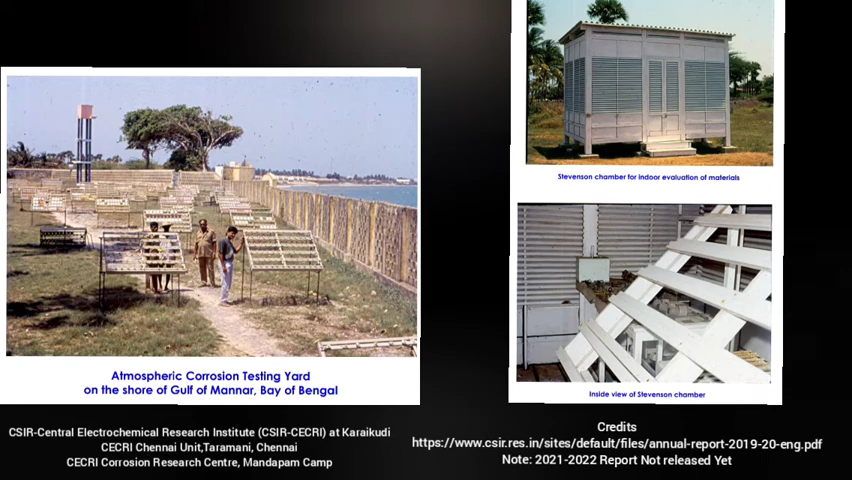 Atmospheric Corrosion Testing Yard
on the shore of Gulf of Mannar, Bay of Bengal
CSIR-Central Electrochemical Research Institute (CSIR-CECRI) at Karaikudi
CECRI Chennai Unit,Taramani, Chennai
CECRI Corrosion Research Centre, Mandapam Camp
Stevenson chamber for indoor evaluation of materials
Inside view of Stevenson chamber
Credits
https://www.csir.res.in/sites/default/files/annual-report-2019-20-eng.pdf
Note: 2021-2022 Report Not released Yet